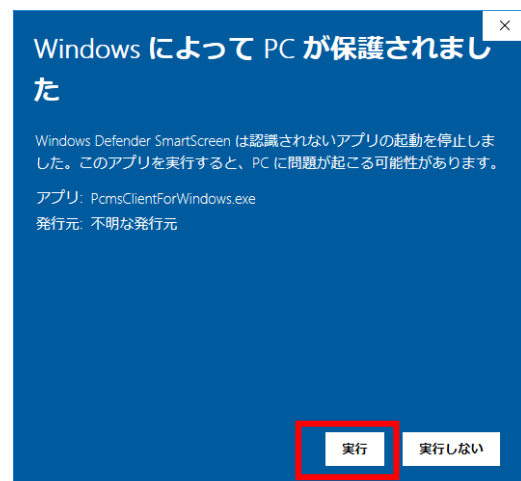 Windows によって PC が保護されまし
た
Windows Defender SmartScreen は認識されないアプリの起動を停止しま
した。このアプリを実行すると、PC に問題が起こる可能性があります。
アプリ: PcmsClientForWindows.exe
発行元: 不明な発行元
実行 実行しない